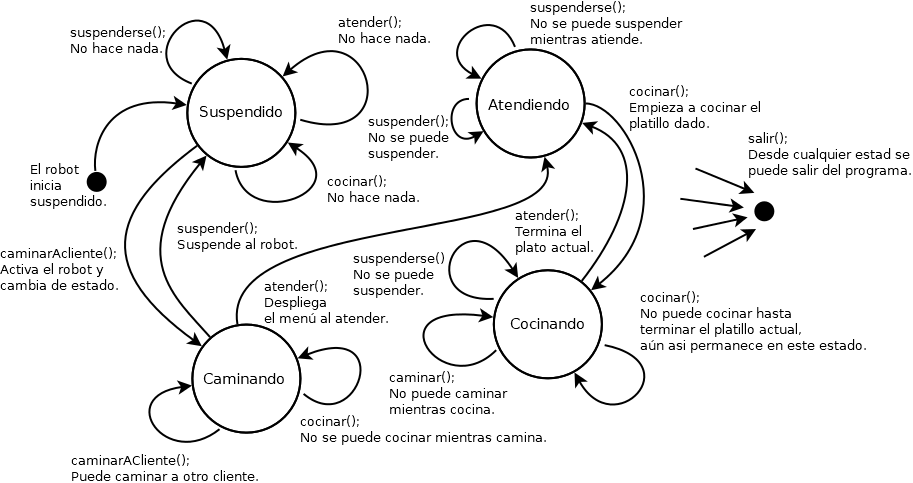 suspenderse();
No hace nada.
atender();
No hace nada.
suspenderse();
No se puede suspender
mientras atiende.
Suspendido
Atendiendo
cocinar();
Empieza a cocinar el
platillo dado.
suspender();
No se puede
suspender.
salir();
Desde cualquier estad se
puede salir del programa.
El robot
inicia
suspendido.
cocinar();
No hace nada.
suspender();
Suspende al robot.
atender();
Termina el
plato actual.
caminarAcliente();
Activa el robot y
cambia de estado.
suspenderse()
No se puede
suspender.
atender();
Despliega
el menú al atender.
cocinar();
No puede cocinar hasta
terminar el platillo actual,
aún asi permanece en este estado.
Cocinando
Caminando
caminar();
No puede caminar
mientras cocina.
cocinar();
No se puede cocinar mientras camina.
caminarACliente();
Puede caminar a otro cliente.